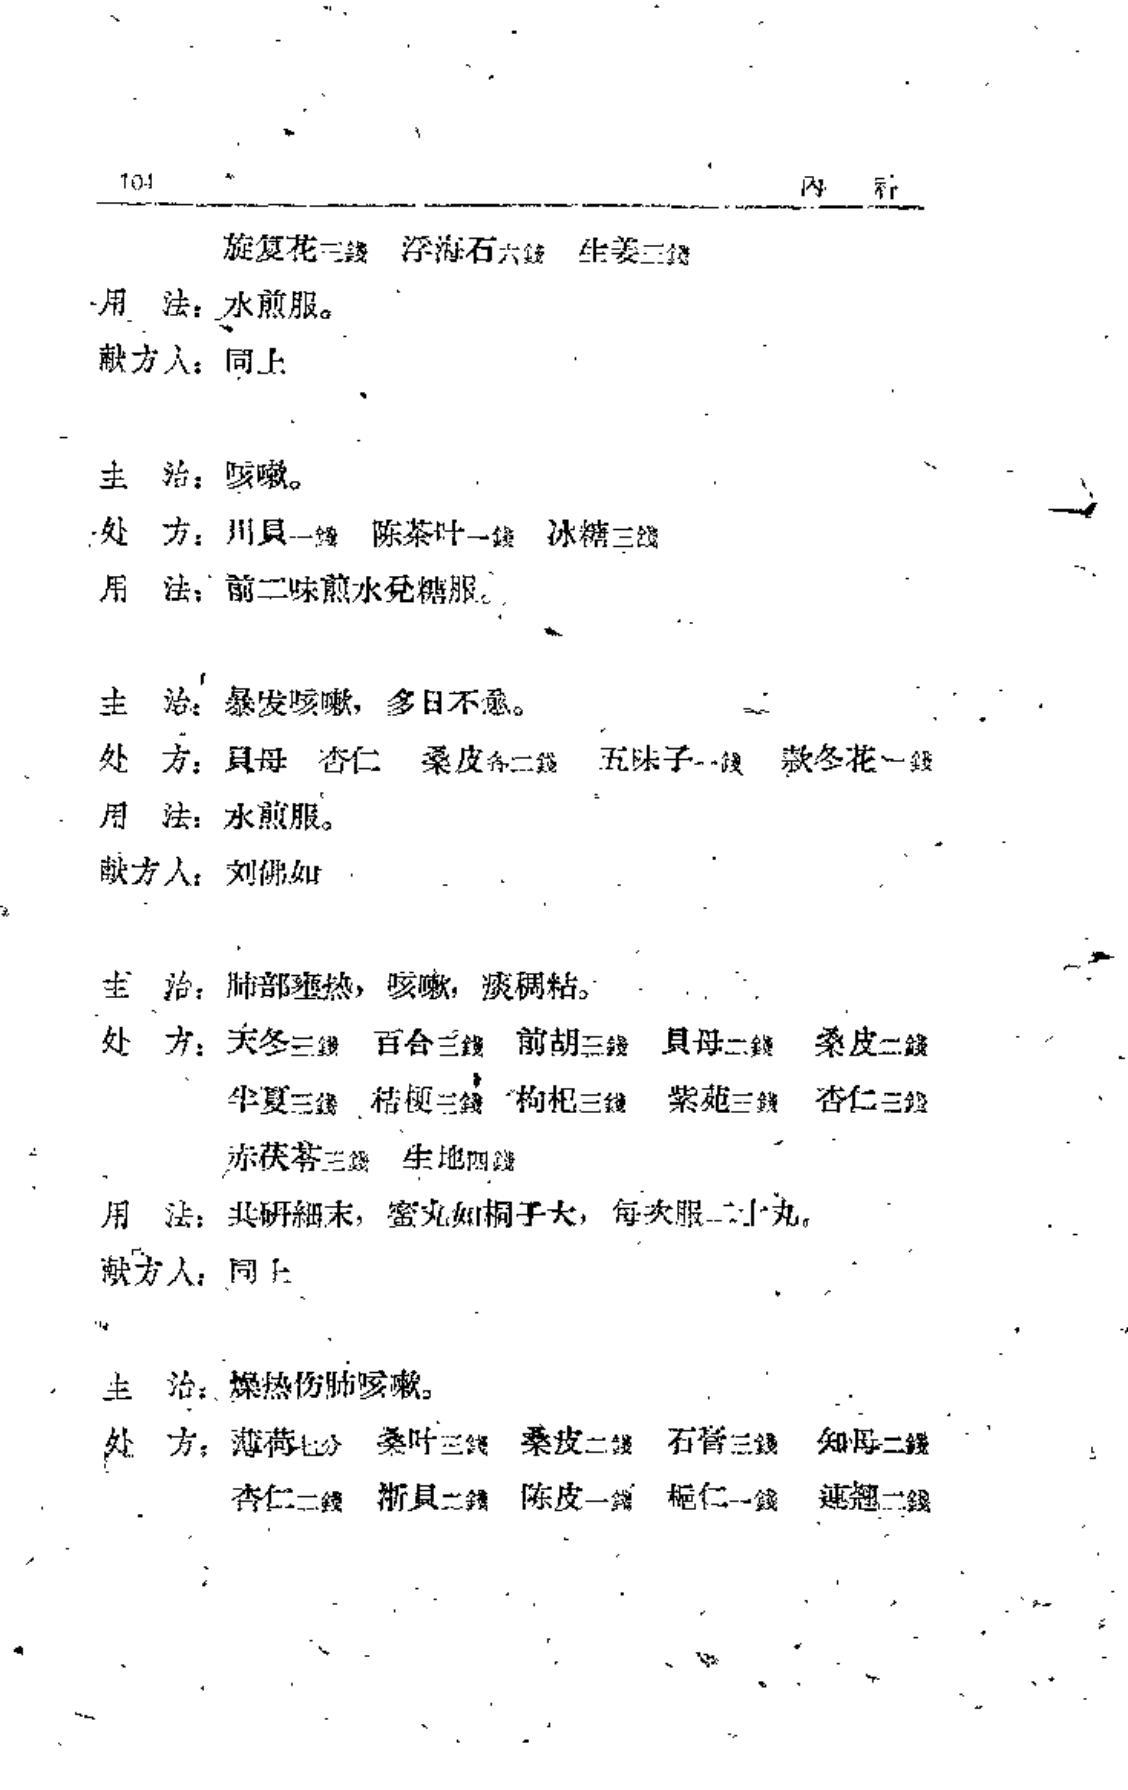 104 內 科
旋复花三錢 浮海石六錢 生姜三錢
用 法：水煎服。
献方人：同上
主 治：咳嗽。
处 方：川貝一錢 陈茶叶一錢 冰糖三錢
用 法：前二味煎水兑糖服。
主 治：暴发咳嗽，多日不愈。
处 方：貝母 杏仁 桑皮各二錢 五味子一錢 款冬花一錢
用 法：水煎服。
献方人：刘佛如
主 治：肺部壅热，咳嗽，痰稠粘。
处 方：天冬三錢 百合三錢 前胡三錢 貝母二錢 桑皮二錢
半夏三錢 桔梗三錢 枸杞三錢 紫菀三錢 杏仁三錢
赤茯苓三錢 生地四錢
用 法：共研細末，蜜丸如桐子大，每次服二十丸。
献方人：同上
主 治：燥热伤肺咳嗽。
处 方：薄荷七分 桑叶三錢 桑皮二錢 石膏三錢 知母二錢
杏仁二錢 浙貝二錢 陈皮一錢 梔仁一錢 連翘二錢